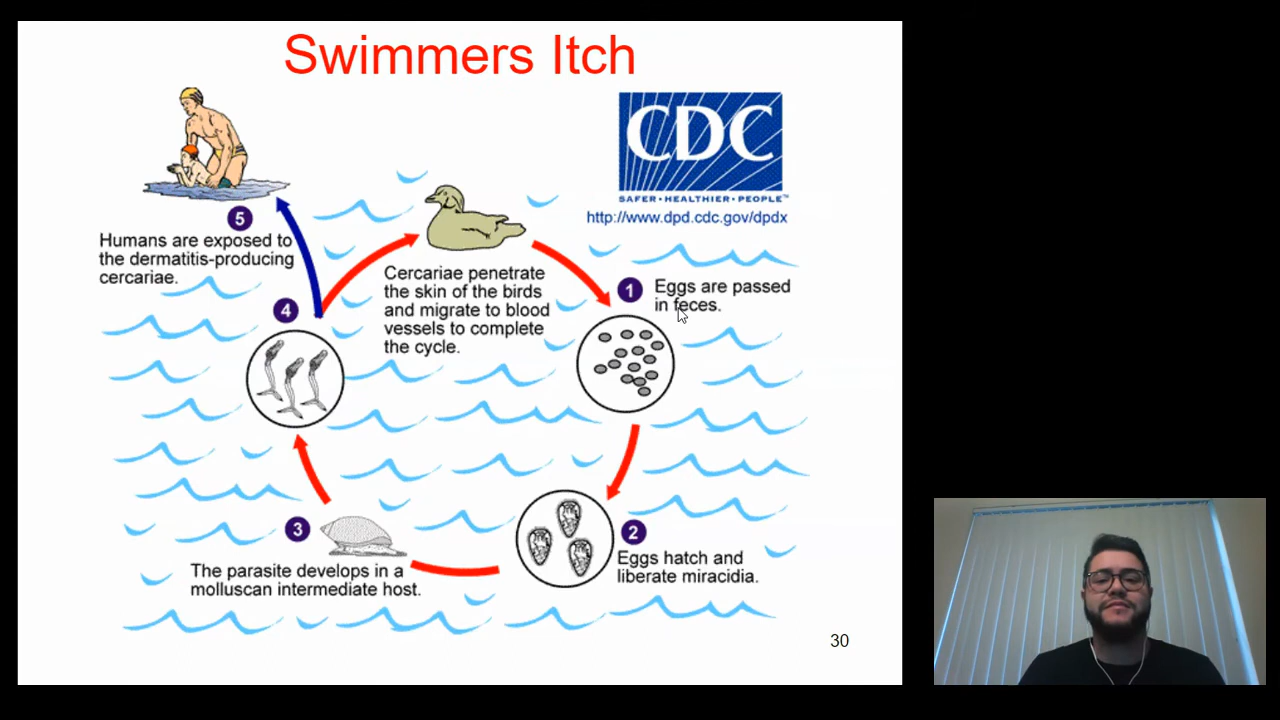 Swimmers Itch
CDC
SAFER·HEALTHIER·PEOPLE™
http://www.dpd.cdc.gov/dpdx
5
Humans are exposed to
the dermatitis-producing
cercariae.
4
Cercariae penetrate
the skin of the birds
and migrate to blood
vessels to complete
the cycle.
1
Eggs are passed
in feces.
3
The parasite develops in a
molluscan intermediate host.
2
Eggs hatch and
liberate miracidia.
30